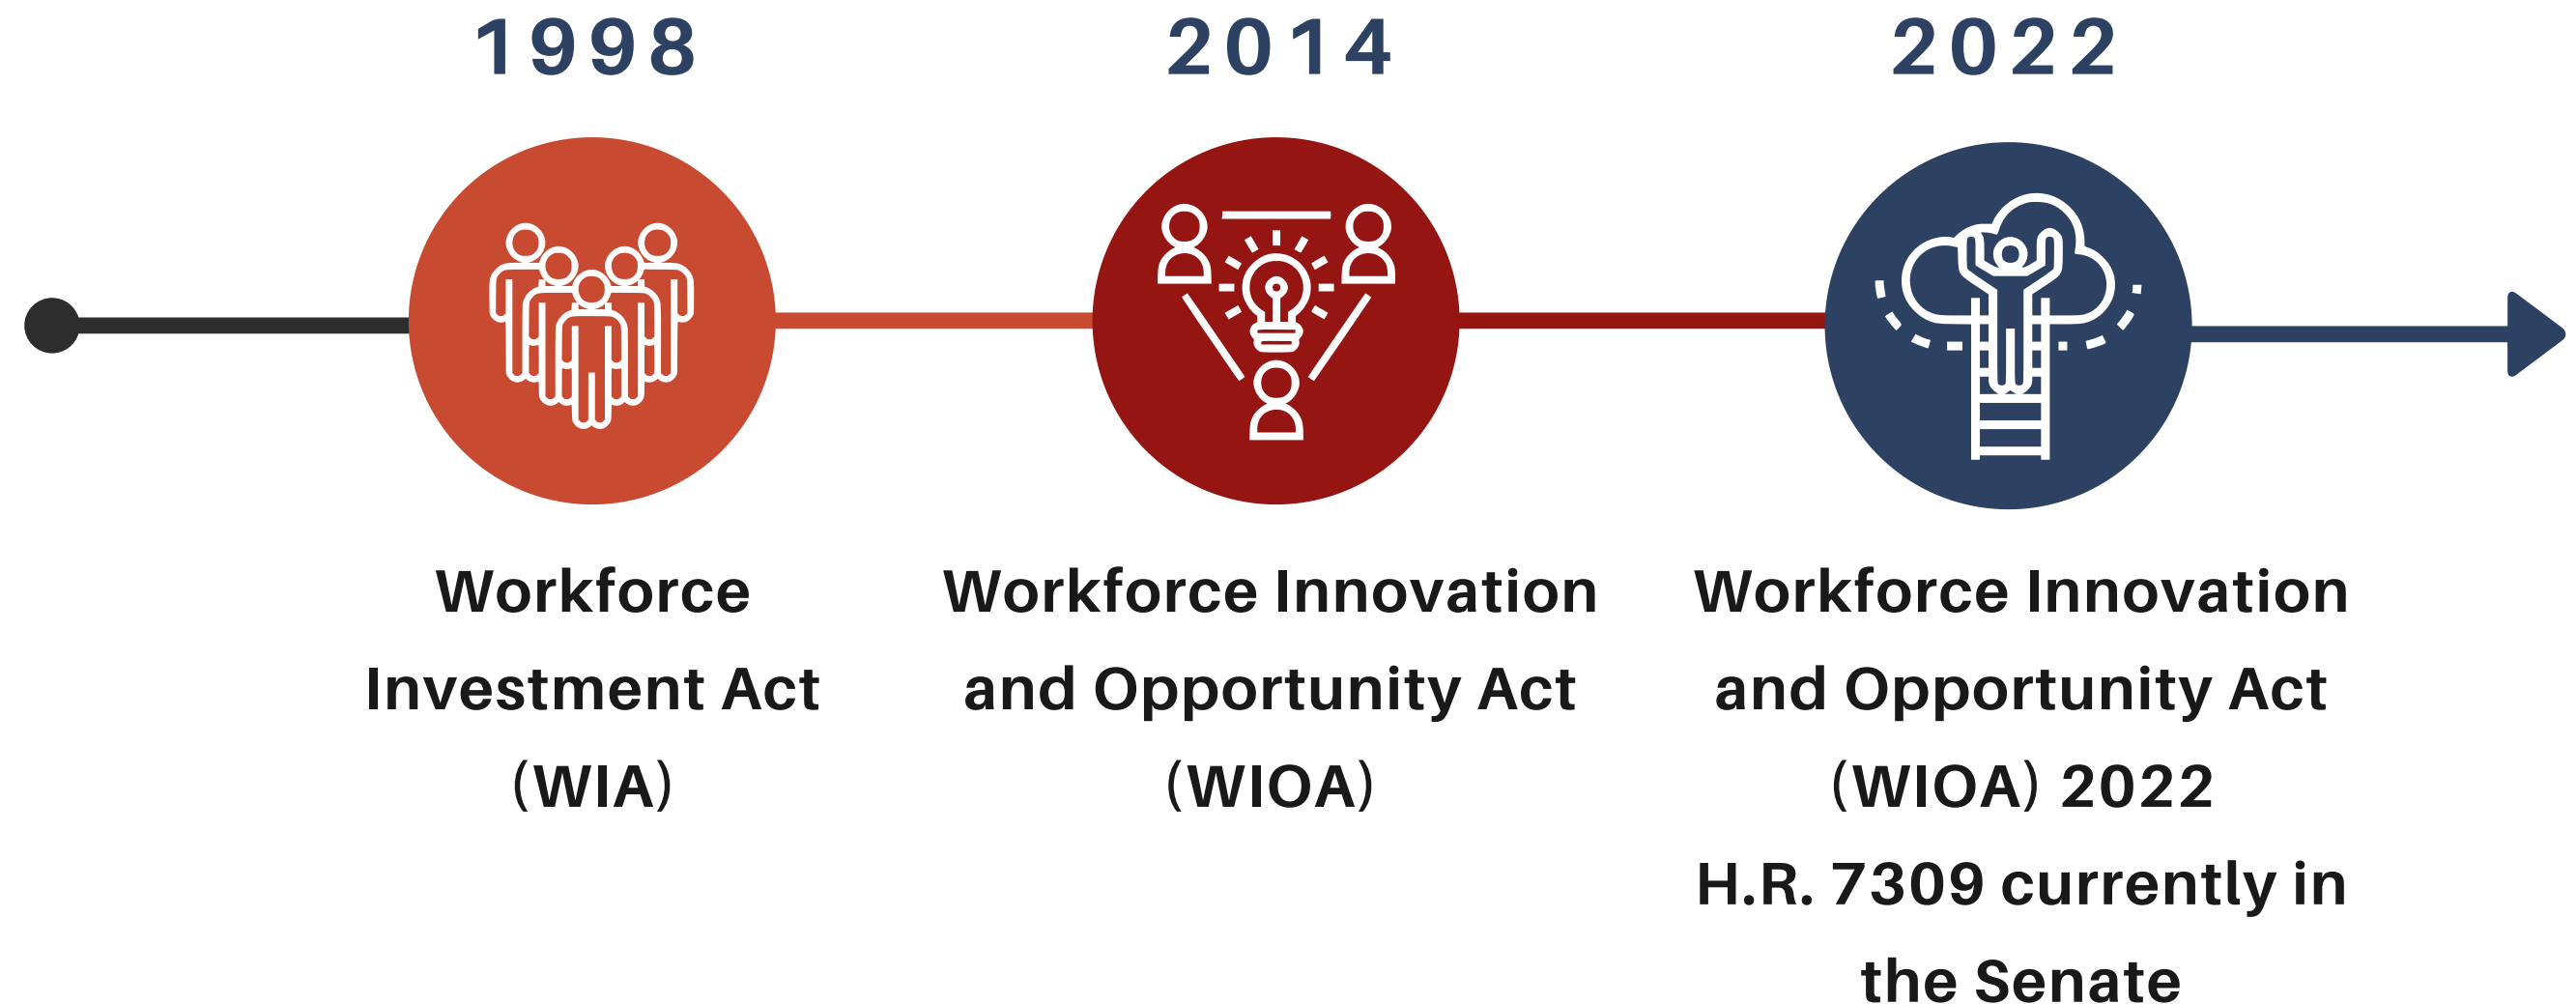 1998
Workforce
Investment Act
(WIA)
2014
Workforce Innovation
and Opportunity Act
(WIOA)
2022
Workforce Innovation
and Opportunity Act
(WIOA) 2022
H.R. 7309 currently in
the Senate